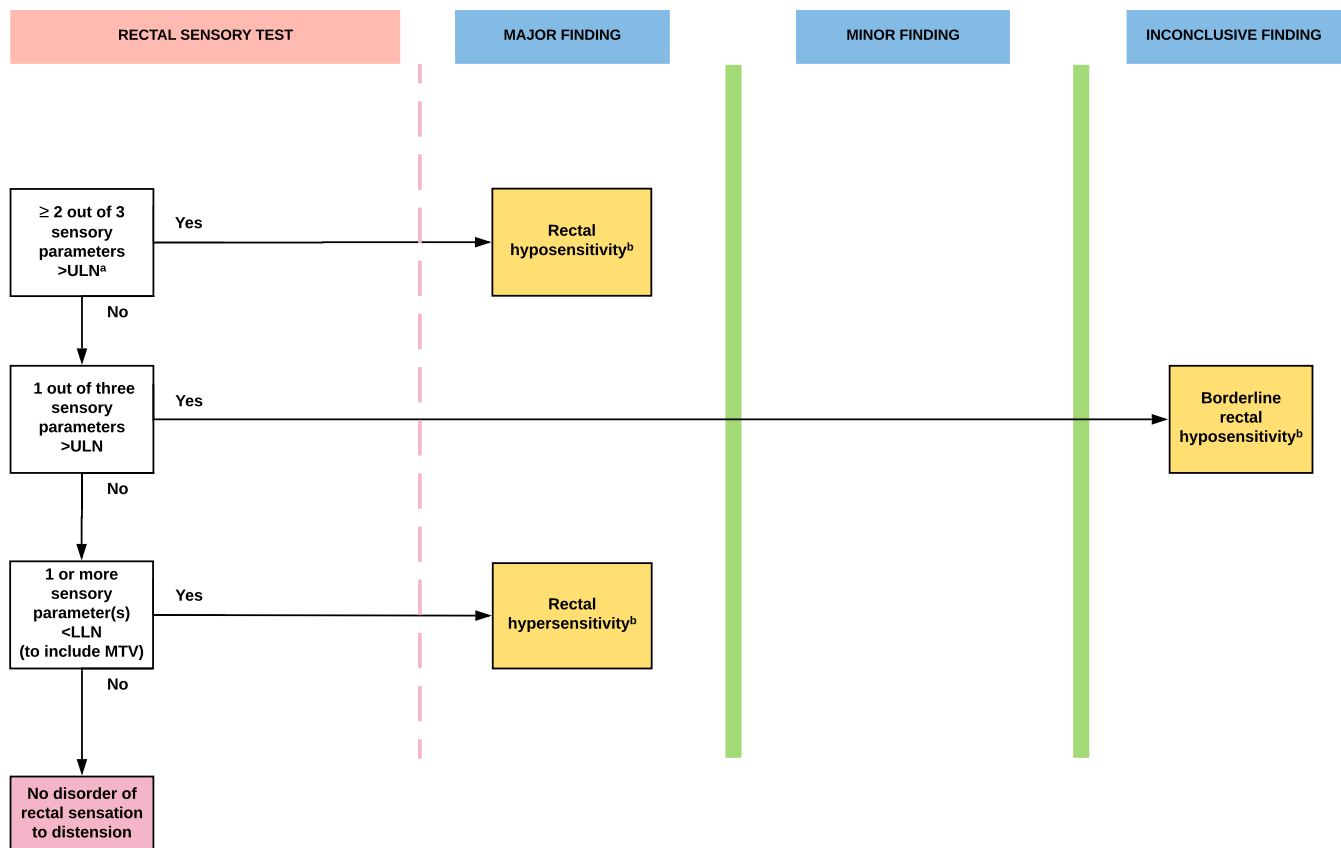 RECTAL SENSORY TEST
MAJOR FINDING
MINOR FINDING
INCONCLUSIVE FINDING
≥ 2 out of 3
sensory
parameters
>ULNᵃ
Yes
Rectal
hyposensitivityᵇ
No
1 out of three
sensory
parameters
>ULN
Yes
Borderline
rectal
hyposensitivityᵇ
No
1 or more
sensory
parameter(s)
<LLN
(to include MTV)
Yes
Rectal
hypersensitivityᵇ
No
No disorder of
rectal sensation
to distension